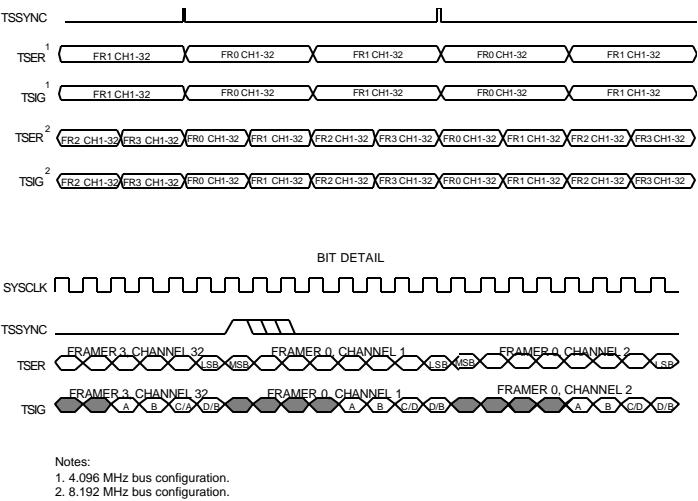 TSSYNC
TSER 1 FR1 CH1-32 FR0 CH1-32 FR1 CH1-32 FR0 CH1-32 FR1 CH1-32
TSIG 1 FR1 CH1-32 FR0 CH1-32 FR1 CH1-32 FR0 CH1-32 FR1 CH1-32
TSER 2 FR2 CH1-32 FR3 CH1-32 FR0 CH1-32 FR1 CH1-32 FR2 CH1-32 FR3 CH1-32 FR0 CH1-32 FR1 CH1-32 FR2 CH1-32 FR3 CH1-32
TSIG 2 FR2 CH1-32 FR3 CH1-32 FR0 CH1-32 FR1 CH1-32 FR2 CH1-32 FR3 CH1-32 FR0 CH1-32 FR1 CH1-32 FR2 CH1-32 FR3 CH1-32
BIT DETAIL
SYSCLK
TSSYNC
FRAMER 3, CHANNEL 32 FRAMER 0, CHANNEL 1 FRAMER 0, CHANNEL 2
TSER LSB MSB LSB MSB LSB
FRAMER 3, CHANNEL 32 FRAMER 0, CHANNEL 1 FRAMER 0, CHANNEL 2
TSIG A B C/A D/B A B C/D D/B A B C/D D/B
Notes:
1. 4.096 MHz bus configuration.
2. 8.192 MHz bus configuration.